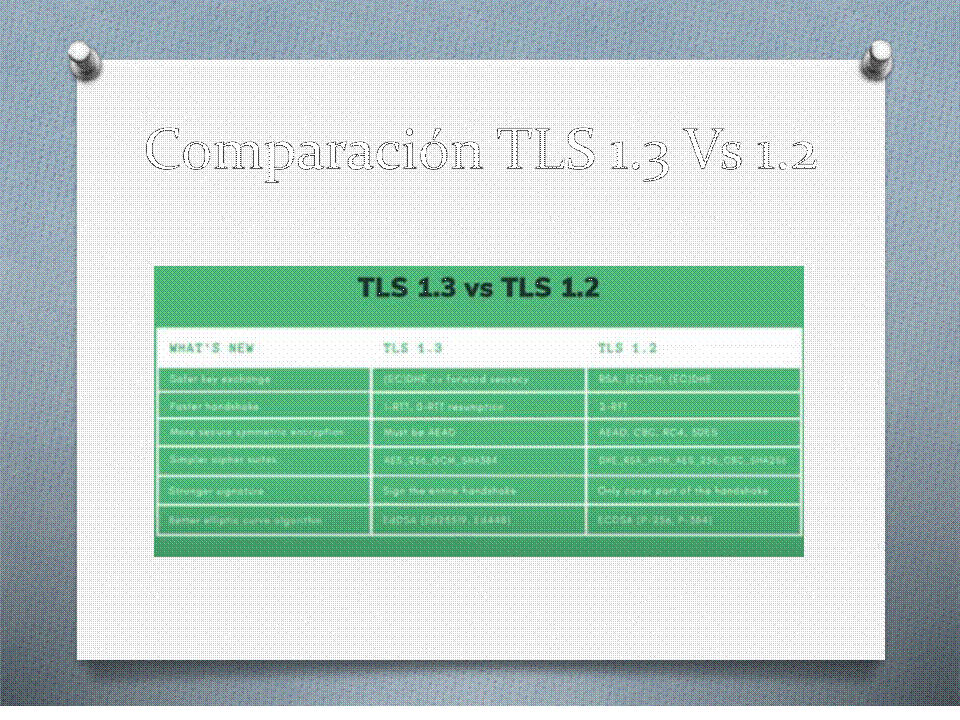 Comparación TLS 1.3 Vs 1.2
TLS 1.3 vs TLS 1.2
WHAT'S NEW TLS 1.3 TLS 1.2
Safer key exchange (EC)DHE => forward secrecy RSA, (EC)DH, (EC)DHE
Faster handshake 1-RTT, 0-RTT resumption 2-RTT
More secure symmetric encryption Must be AEAD AEAD, CBC, RC4, 3DES
Simpler cipher suites AES_256_GCM_SHA384 DHE_RSA_WITH_AES_256_CBC_SHA256
Stronger signature Sign the entire handshake Only cover part of the handshake
Better elliptic curve algorithm EdDSA (Ed25519, Ed448) ECDSA (P-256, P-384)